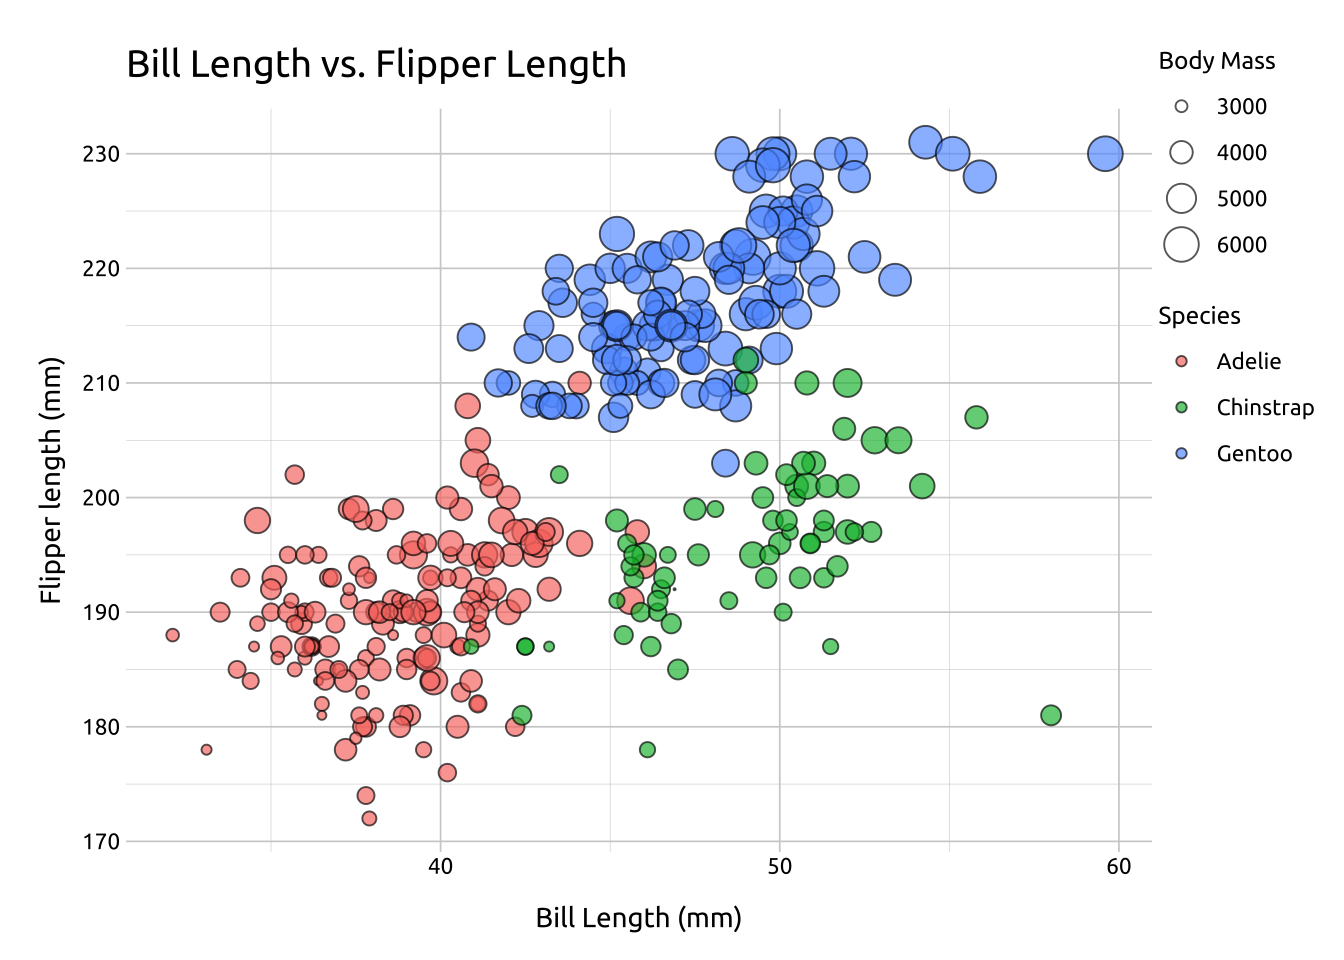 Bill Length vs. Flipper Length
Body Mass
3000
4000
5000
6000
Species
Adelie
Chinstrap
Gentoo
Flipper length (mm)
230
220
210
200
190
180
170
40
50
60
Bill Length (mm)